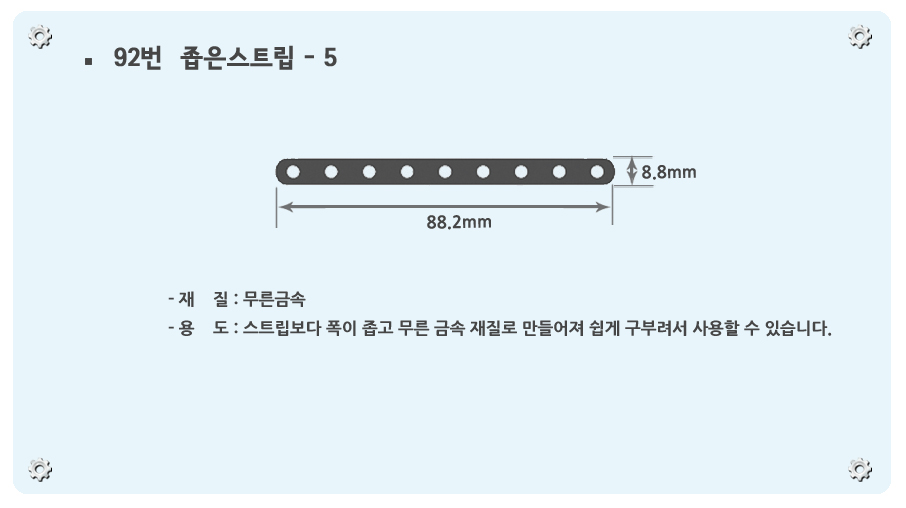 ▪ 92번 좁은스트립 - 5
8.8mm
88.2mm
- 재 질 : 무른금속
- 용 도 : 스트립보다 폭이 좁고 무른 금속 재질로 만들어져 쉽게 구부려서 사용할 수 있습니다.